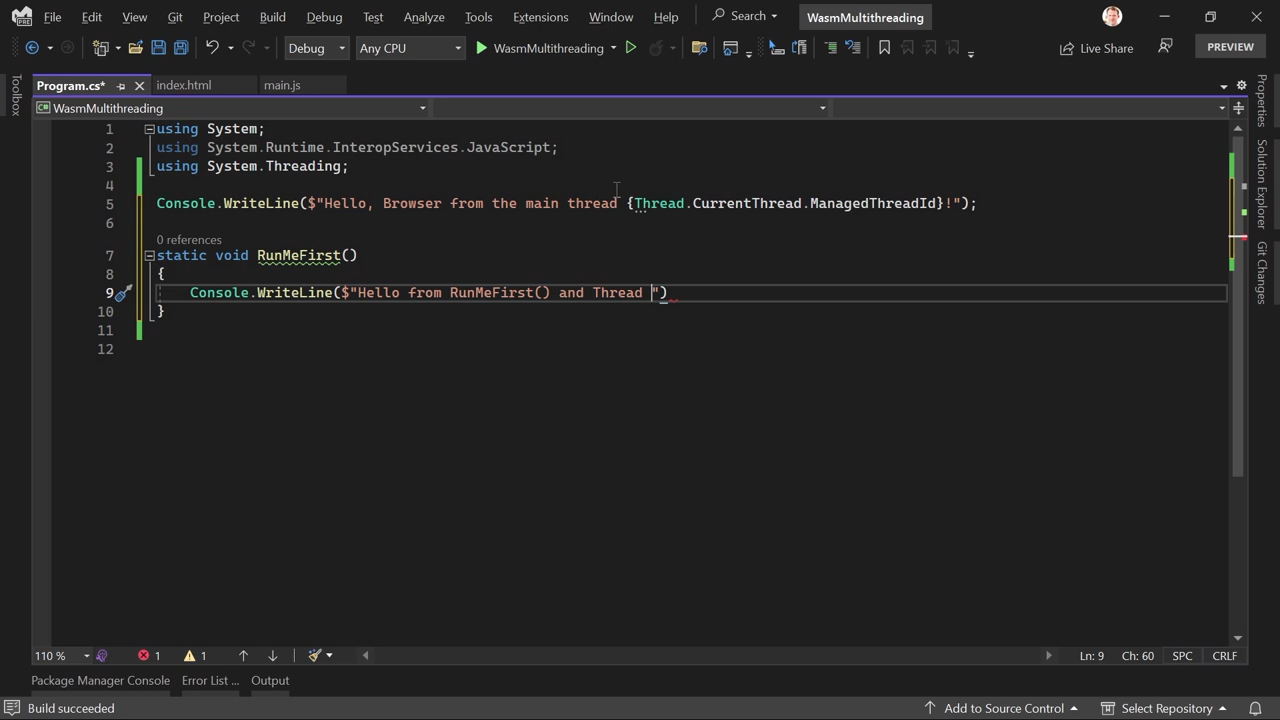 File Edit View Git Project Build Debug Test Analyze Tools Extensions Window Help Search WasmMultithreading
Debug Any CPU WasmMultithreading Live Share PREVIEW
Program.cs* index.html main.js
Toolbox
WasmMultithreading
1 using System;
2 using System.Runtime.InteropServices.JavaScript;
3 using System.Threading;
4
5 Console.WriteLine($"Hello, Browser from the main thread {Thread.CurrentThread.ManagedThreadId}!");
6
0 references
7 static void RunMeFirst()
8 {
9 Console.WriteLine($"Hello from RunMeFirst() and Thread ")
10 }
11
12
Properties
Solution Explorer
Git Changes
110 % 1 1 Ln: 9 Ch: 60 SPC CRLF
Package Manager Console Error List ... Output
Build succeeded Add to Source Control Select Repository